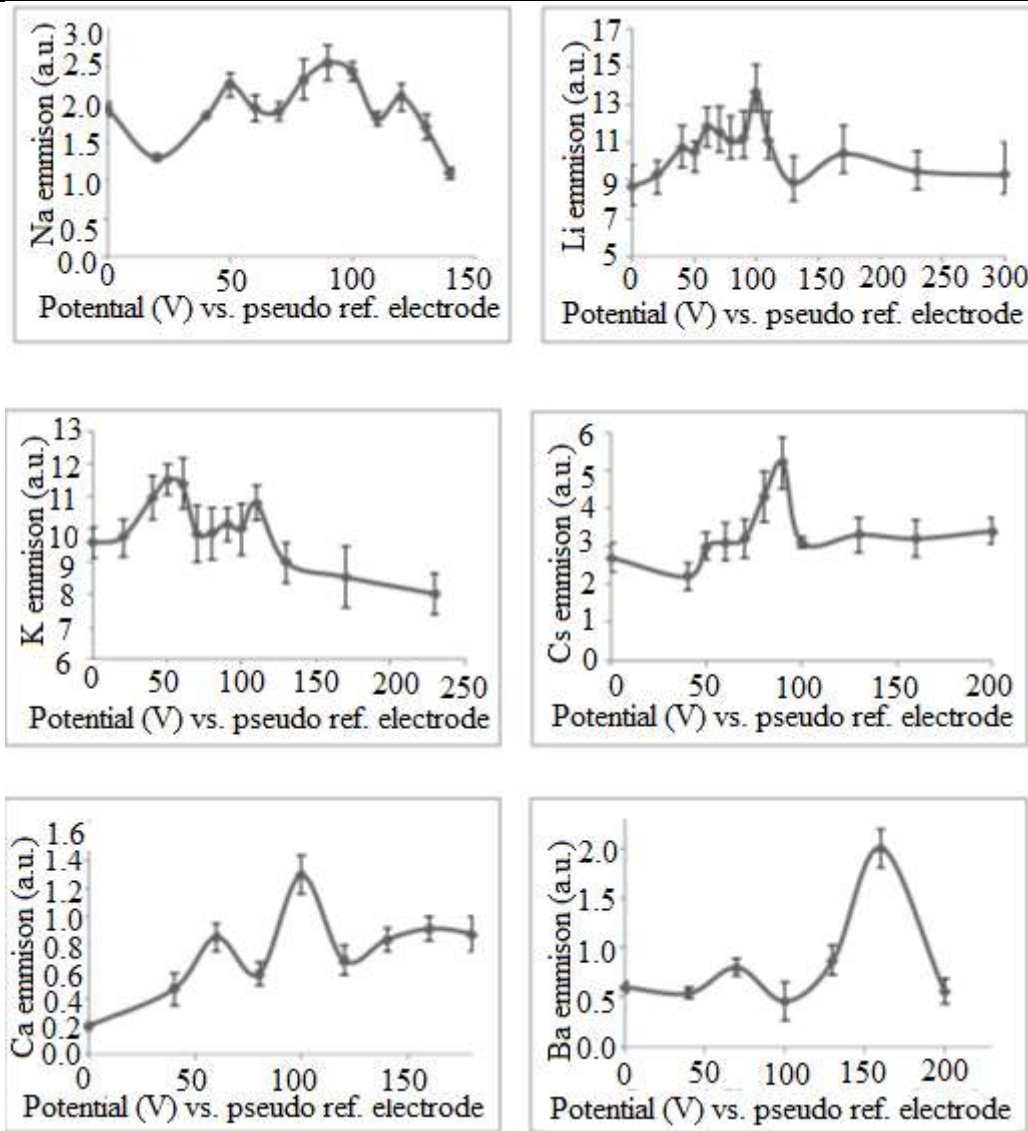 Na emmison (a.u.)
3.0
2.5
2.0
1.5
1.0
0.5
0.0
0 50 100 150
Potential (V) vs. pseudo ref. electrode
Li emmison (a.u.)
17
15
13
11
9
7
5
0 50 100 150 200 250 300
Potential (V) vs. pseudo ref. electrode
K emmison (a.u.)
13
12
11
10
9
8
7
6
0 50 100 150 200 250
Potential (V) vs. pseudo ref. electrode
Cs emmison (a.u.)
6
5
4
3
2
1
0
0 50 100 150 200
Potential (V) vs. pseudo ref. electrode
Ca emmison (a.u.)
1.6
1.4
1.2
1.0
0.8
0.6
0.4
0.2
0.0
0 50 100 150
Potential (V) vs. pseudo ref. electrode
Ba emmison (a.u.)
2.0
1.5
1.0
0.5
0.0
0 50 100 150 200
Potential (V) vs. pseudo ref. electrode